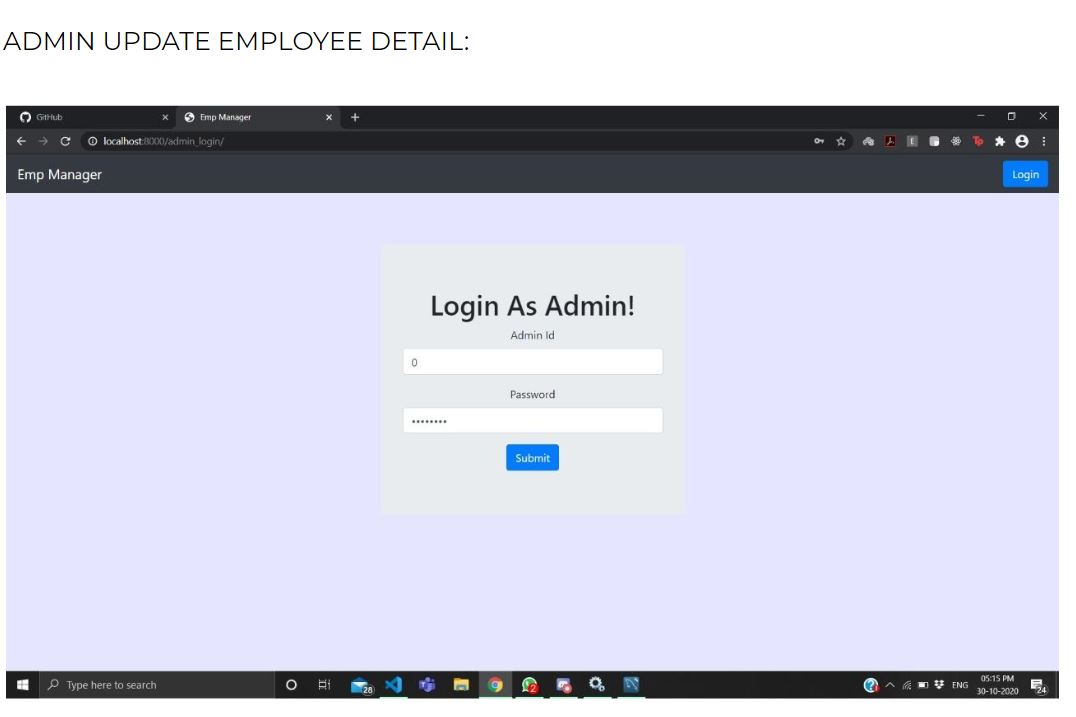 ADMIN UPDATE EMPLOYEE DETAIL:
GitHub
Emp Manager
localhost:8000/admin_login/
Emp Manager
Login
Login As Admin!
Admin Id
0
Password
••••••••
Submit
Type here to search
28
2
ENG
05:15 PM
30-10-2020
24